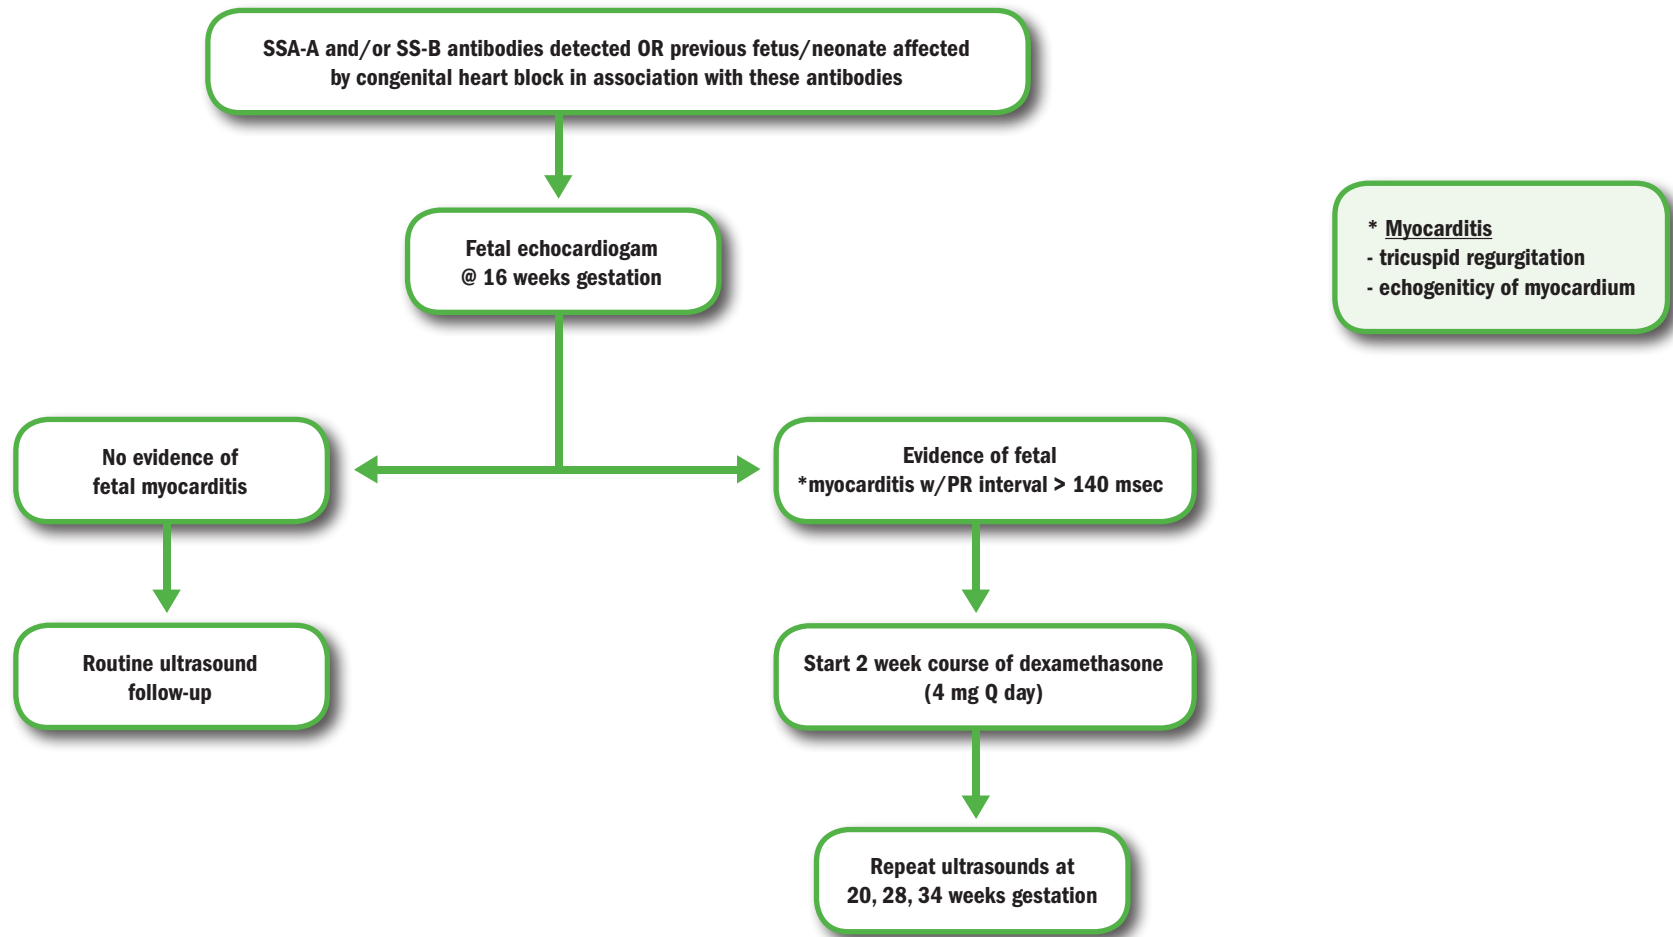 SSA-A and/or SS-B antibodies detected OR previous fetus/neonate affected
by congenital heart block in association with these antibodies
Fetal echocardiogam
@ 16 weeks gestation
* Myocarditis
- tricuspid regurgitation
- echogeniticy of myocardium
No evidence of
fetal myocarditis
Evidence of fetal
*myocarditis w/PR interval > 140 msec
Routine ultrasound
follow-up
Start 2 week course of dexamethasone
(4 mg Q day)
Repeat ultrasounds at
20, 28, 34 weeks gestation